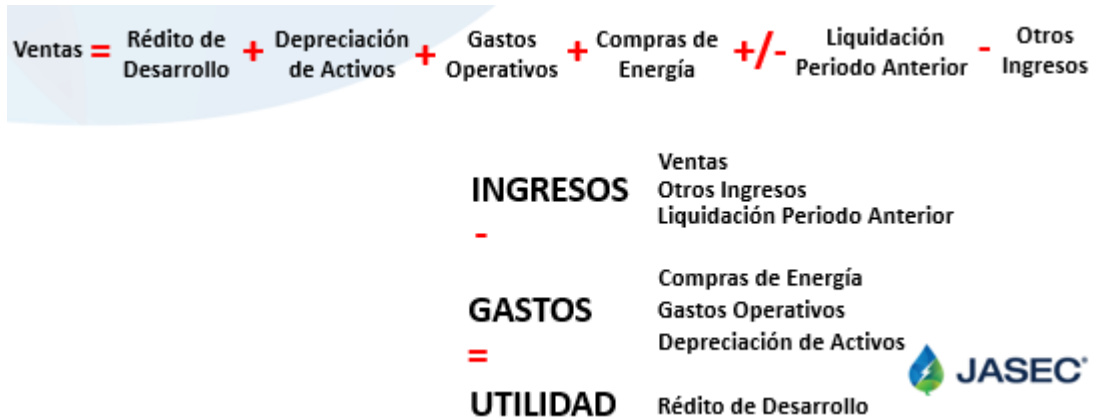 Ventas = Rédito de Desarrollo + Depreciación de Activos + Gastos Operativos + Compras de Energía +/- Liquidación Periodo Anterior - Otros Ingresos
INGRESOS
Ventas
Otros Ingresos
Liquidación Periodo Anterior
-
GASTOS
Compras de Energía
Gastos Operativos
Depreciación de Activos
=
JASEC
UTILIDAD
Rédito de Desarrollo